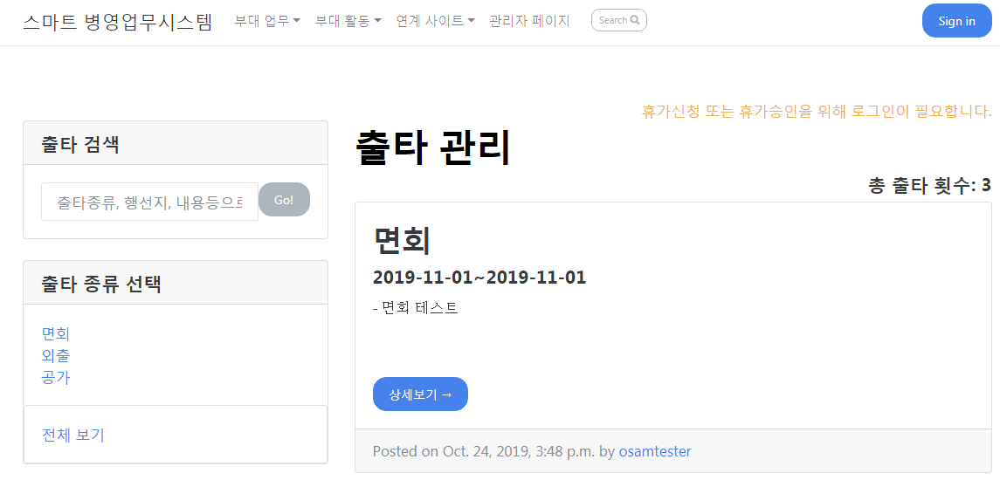 스마트 병영업무시스템 부대 업무 부대 활동 연계 사이트 관리자 페이지 Search Sign in
휴가신청 또는 휴가승인을 위해 로그인이 필요합니다.
출타 검색
출타종류, 행선지, 내용등으로 Go!
출타 종류 선택
면회
외출
공가
전체 보기
출타 관리
총 출타 횟수: 3
면회
2019-11-01~2019-11-01
- 면회 테스트
상세보기 →
Posted on Oct. 24, 2019, 3:48 p.m. by osamtester